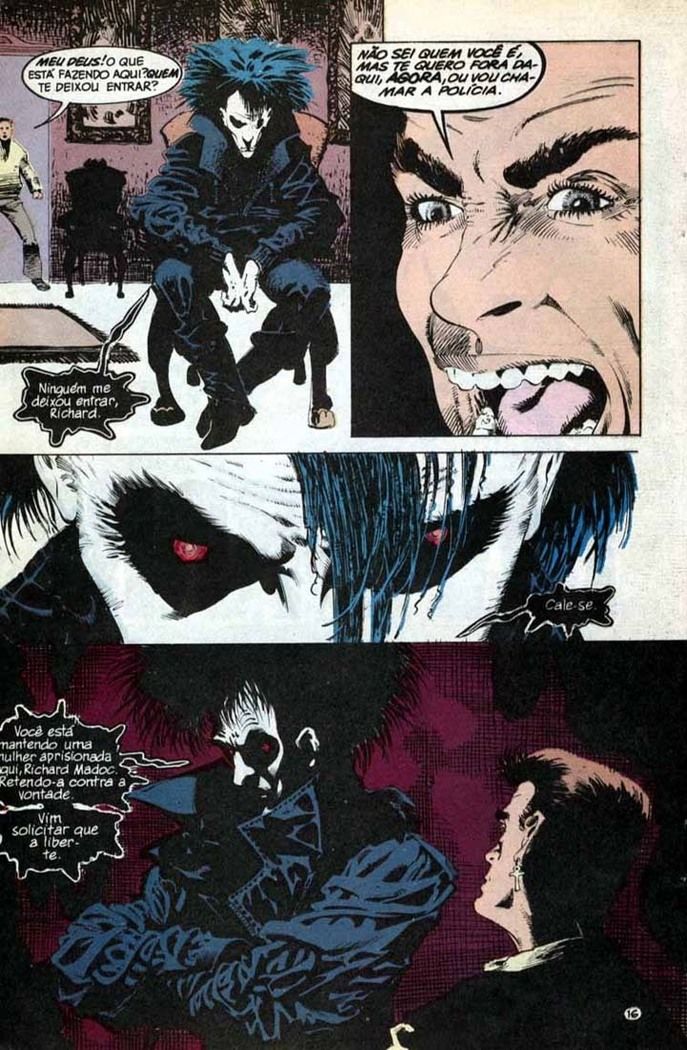 MEU DEUS! O QUE
ESTÁ FAZENDO AQUI? QUEM
TE DEIXOU ENTRAR?
Ninguém me
deixou entrar,
Richard.
NÃO SEI QUEM VOCÊ É,
MAS TE QUERO FORA DA-
QUI, AGORA, OU VOU CHA-
MAR A POLÍCIA.
Cale-se.
Você está
mantendo uma
mulher aprisionada
qui, Richard Madoc.
Retendo-a contra a
vontade.
Vim
solicitar que
a liber-
te.
16